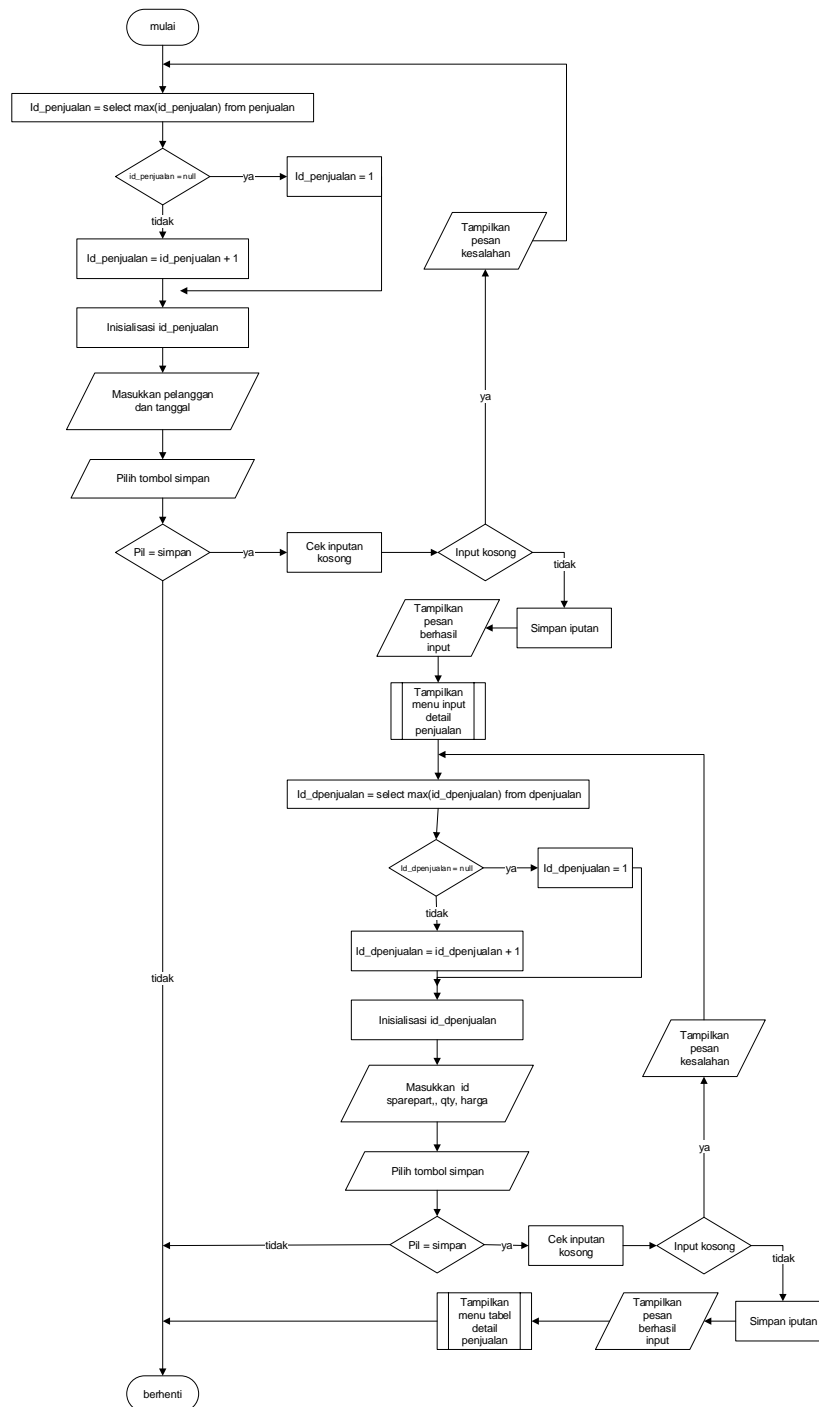 mulai
Id_penjualan = select max(id_penjualan) from penjualan
id_penjualan = null
ya
Id_penjualan = 1
tidak
Id_penjualan = id_penjualan + 1
Tampilkan
pesan
kesalahan
Inisialisasi id_penjualan
Masukkan pelanggan
dan tanggal
ya
Pilih tombol simpan
Pil = simpan
ya
Cek inputan
kosong
Input kosong
tidak
Simpan iputan
Tampilkan
pesan
berhasil
input
Tampilkan
menu input
detail
penjualan
Id_dpenjualan = select max(id_dpenjualan) from dpenjualan
Id_dpenjualan = null
ya
Id_dpenjualan = 1
tidak
Id_dpenjualan = id_dpenjualan + 1
tidak
Inisialisasi id_dpenjualan
Tampilkan
pesan
kesalahan
Masukkan id
sparepart,, qty, harga
ya
Pilih tombol simpan
Pil = simpan
tidak
ya
Cek inputan
kosong
Input kosong
tidak
Simpan iputan
Tampilkan
pesan
berhasil
input
Tampilkan
menu tabel
detail
penjualan
berhenti